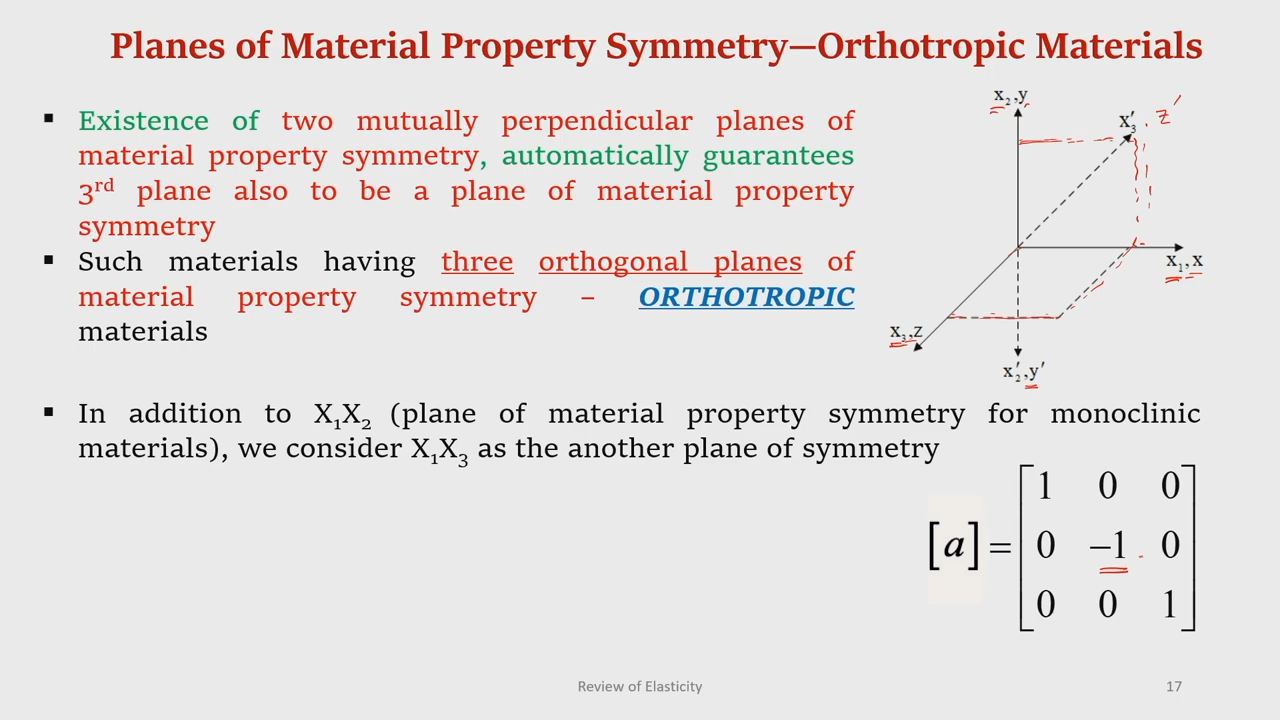 Planes of Material Property Symmetry—Orthotropic Materials
▪ Existence of two mutually perpendicular planes of
material property symmetry, automatically guarantees
3rd plane also to be a plane of material property
symmetry
▪ Such materials having three orthogonal planes of
material property symmetry – ORTHOTROPIC
materials
x₂,y
x′₃, z′
x₁,x
x₃,z
x′₂,y′
▪ In addition to X₁X₂ (plane of material property symmetry for monoclinic
materials), we consider X₁X₃ as the another plane of symmetry
[a] =
1 0 0
0 –1 0
0 0 1
Review of Elasticity
17